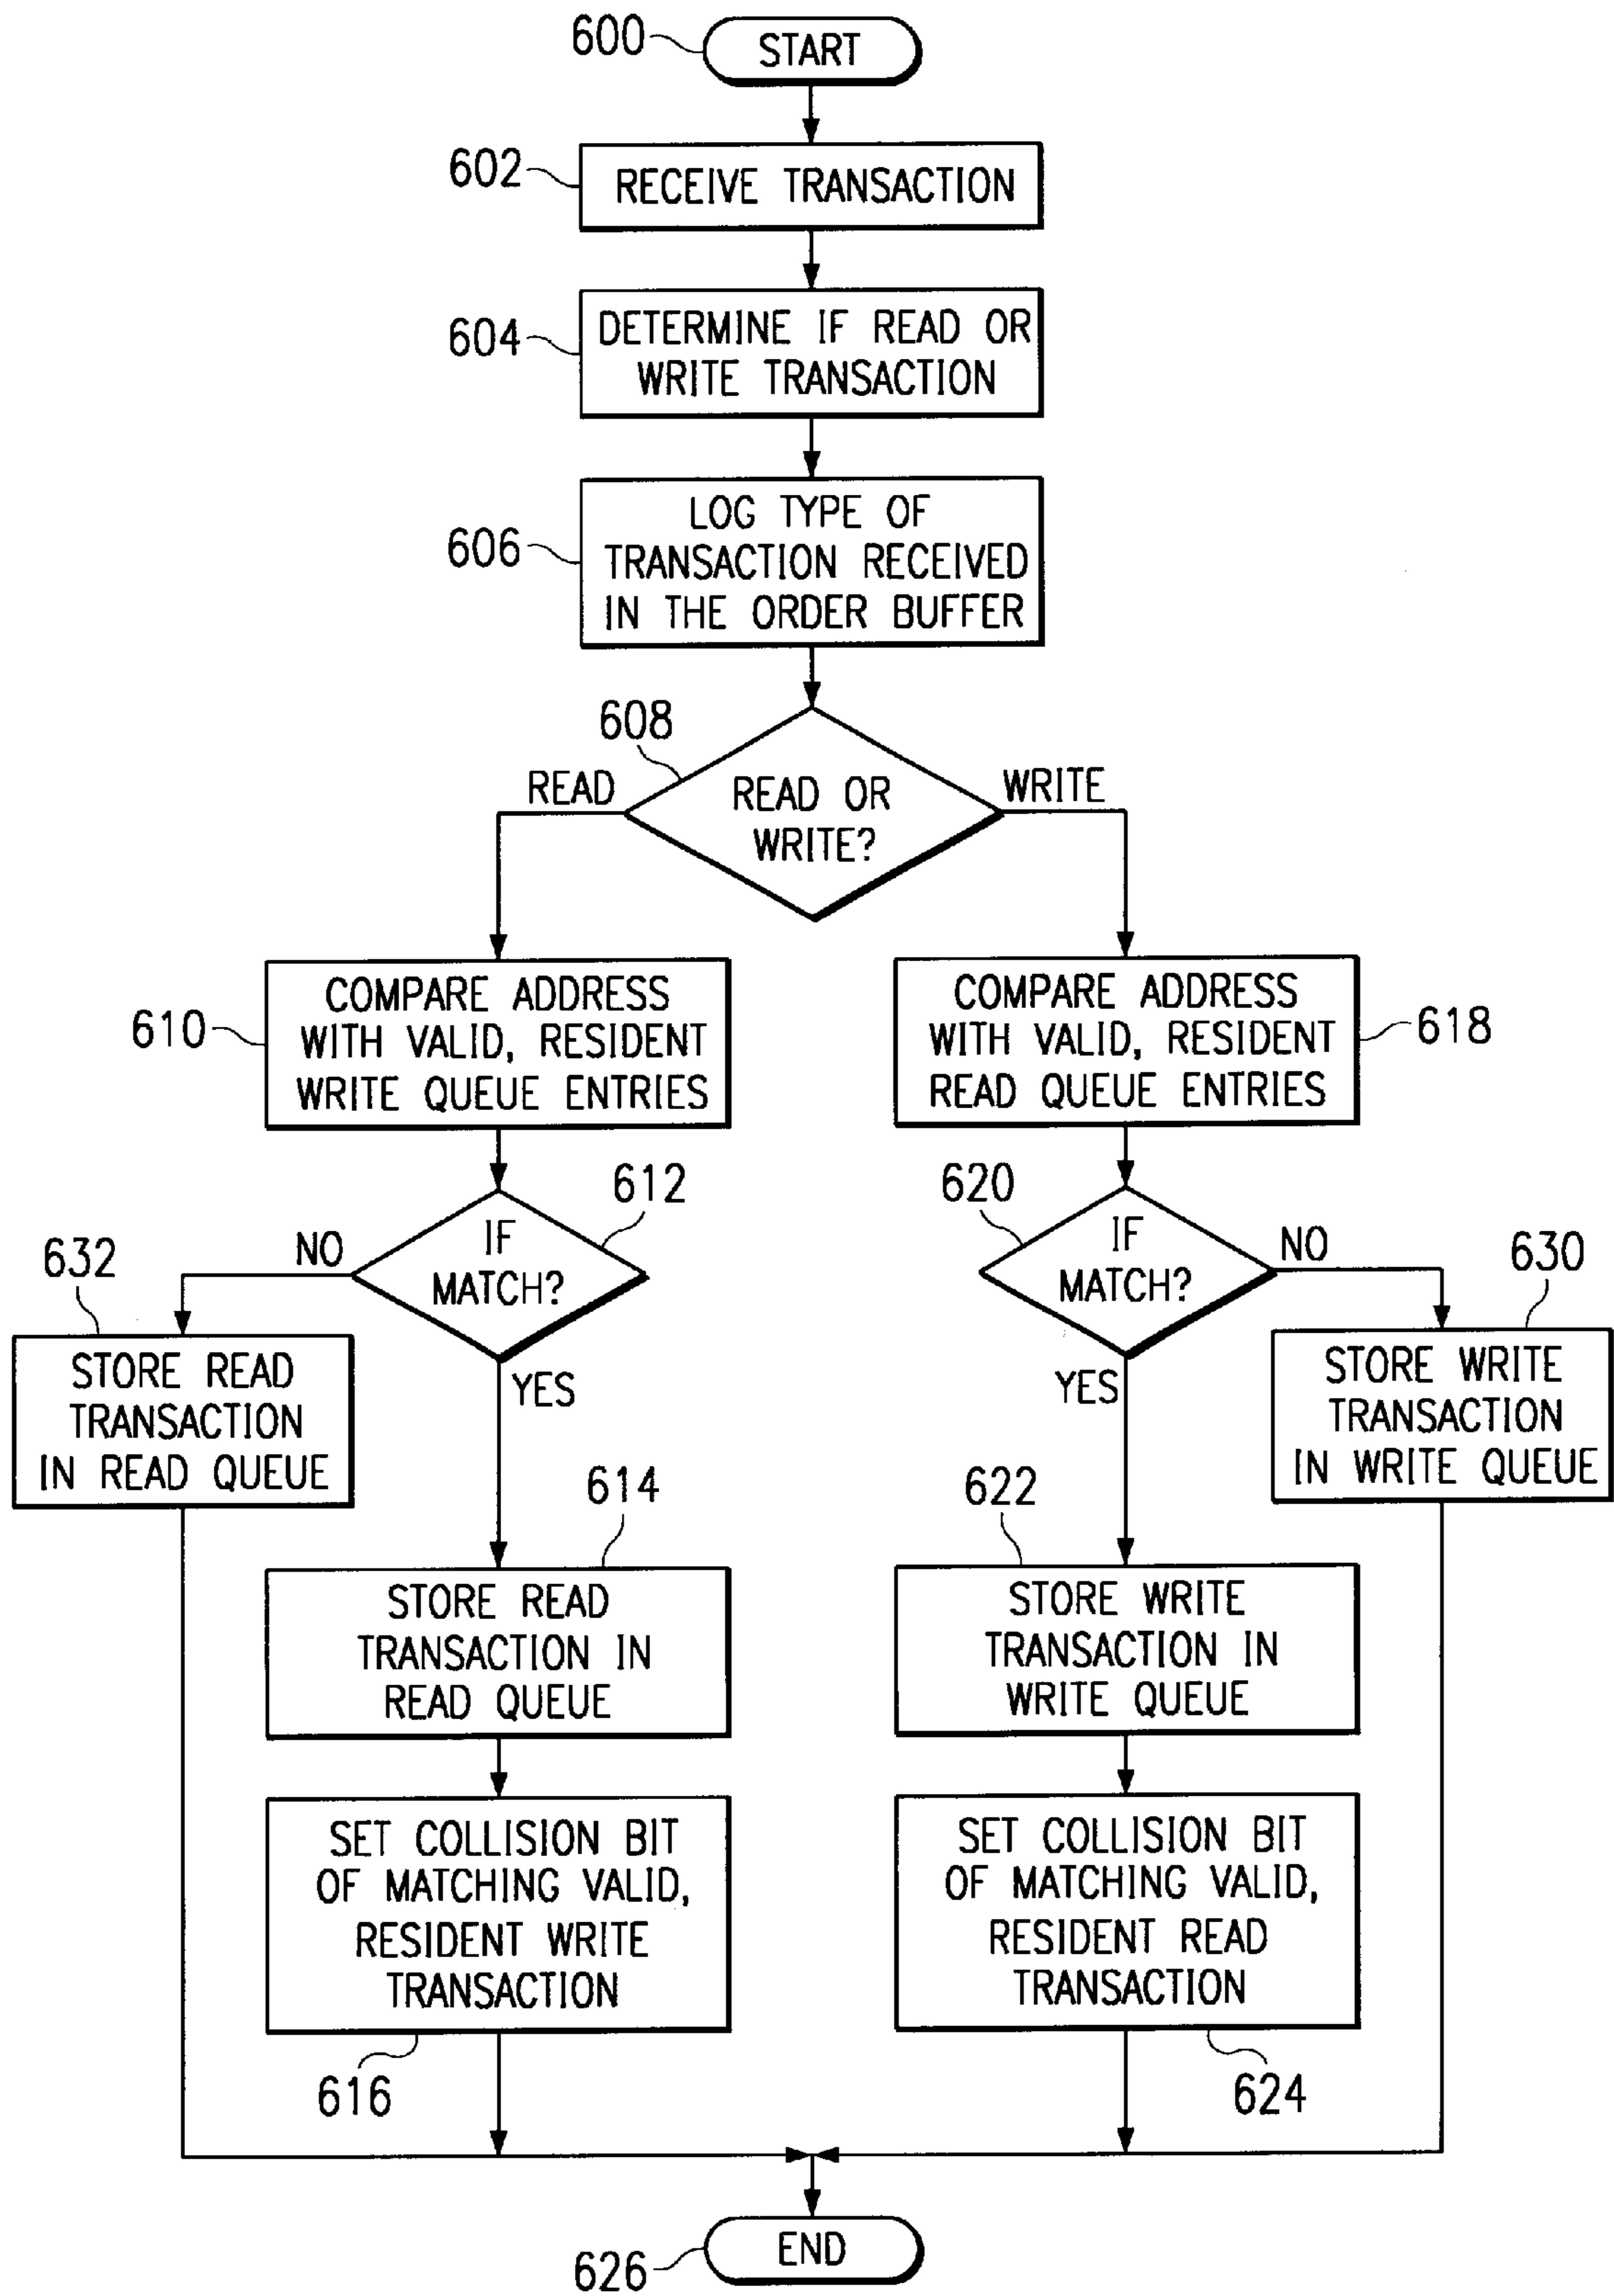 600
START
602
RECEIVE TRANSACTION
604
DETERMINE IF READ OR
WRITE TRANSACTION
606
LOG TYPE OF
TRANSACTION RECEIVED
IN THE ORDER BUFFER
608
READ
READ OR
WRITE?
WRITE
610
COMPARE ADDRESS
WITH VALID, RESIDENT
WRITE QUEUE ENTRIES
COMPARE ADDRESS
WITH VALID, RESIDENT
READ QUEUE ENTRIES
618
612
IF
MATCH?
NO
YES
632
STORE READ
TRANSACTION
IN READ QUEUE
620
IF
MATCH?
NO
YES
630
STORE WRITE
TRANSACTION
IN WRITE QUEUE
614
STORE READ
TRANSACTION IN
READ QUEUE
622
STORE WRITE
TRANSACTION IN
WRITE QUEUE
SET COLLISION BIT
OF MATCHING VALID,
RESIDENT WRITE
TRANSACTION
616
SET COLLISION BIT
OF MATCHING VALID,
RESIDENT READ
TRANSACTION
624
626
END